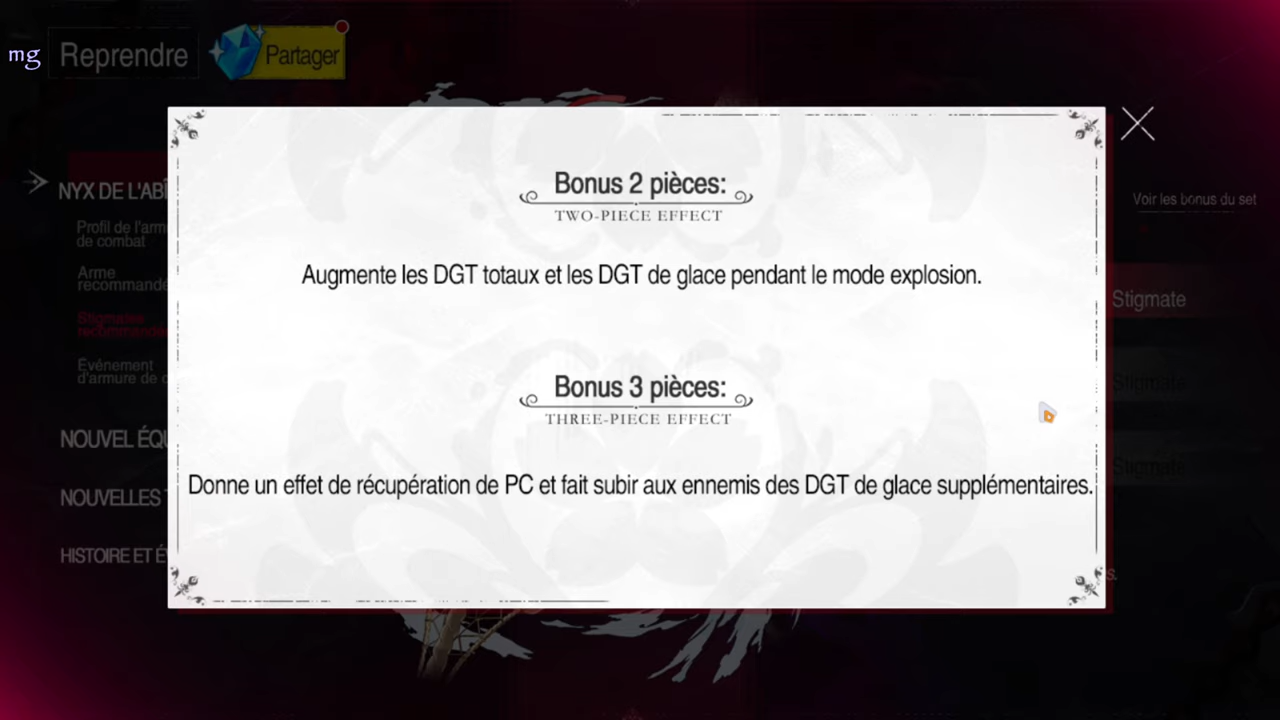 mg
Reprendre
Partager
Bonus 2 pièces:
TWO-PIECE EFFECT
Augmente les DGT totaux et les DGT de glace pendant le mode explosion.
Bonus 3 pièces:
THREE-PIECE EFFECT
Donne un effet de récupération de PC et fait subir aux ennemis des DGT de glace supplémentaires.
NYX DE L'ABÎ
Profil de l'arm
de combat
Arme
recommandé
Stigmates
recommandé
Événement
d'armure de c
NOUVEL ÉQU
NOUVELLES
HISTOIRE ET É
Voir les bonus du set
Stigmate
Stigmate
Stigmate
s.